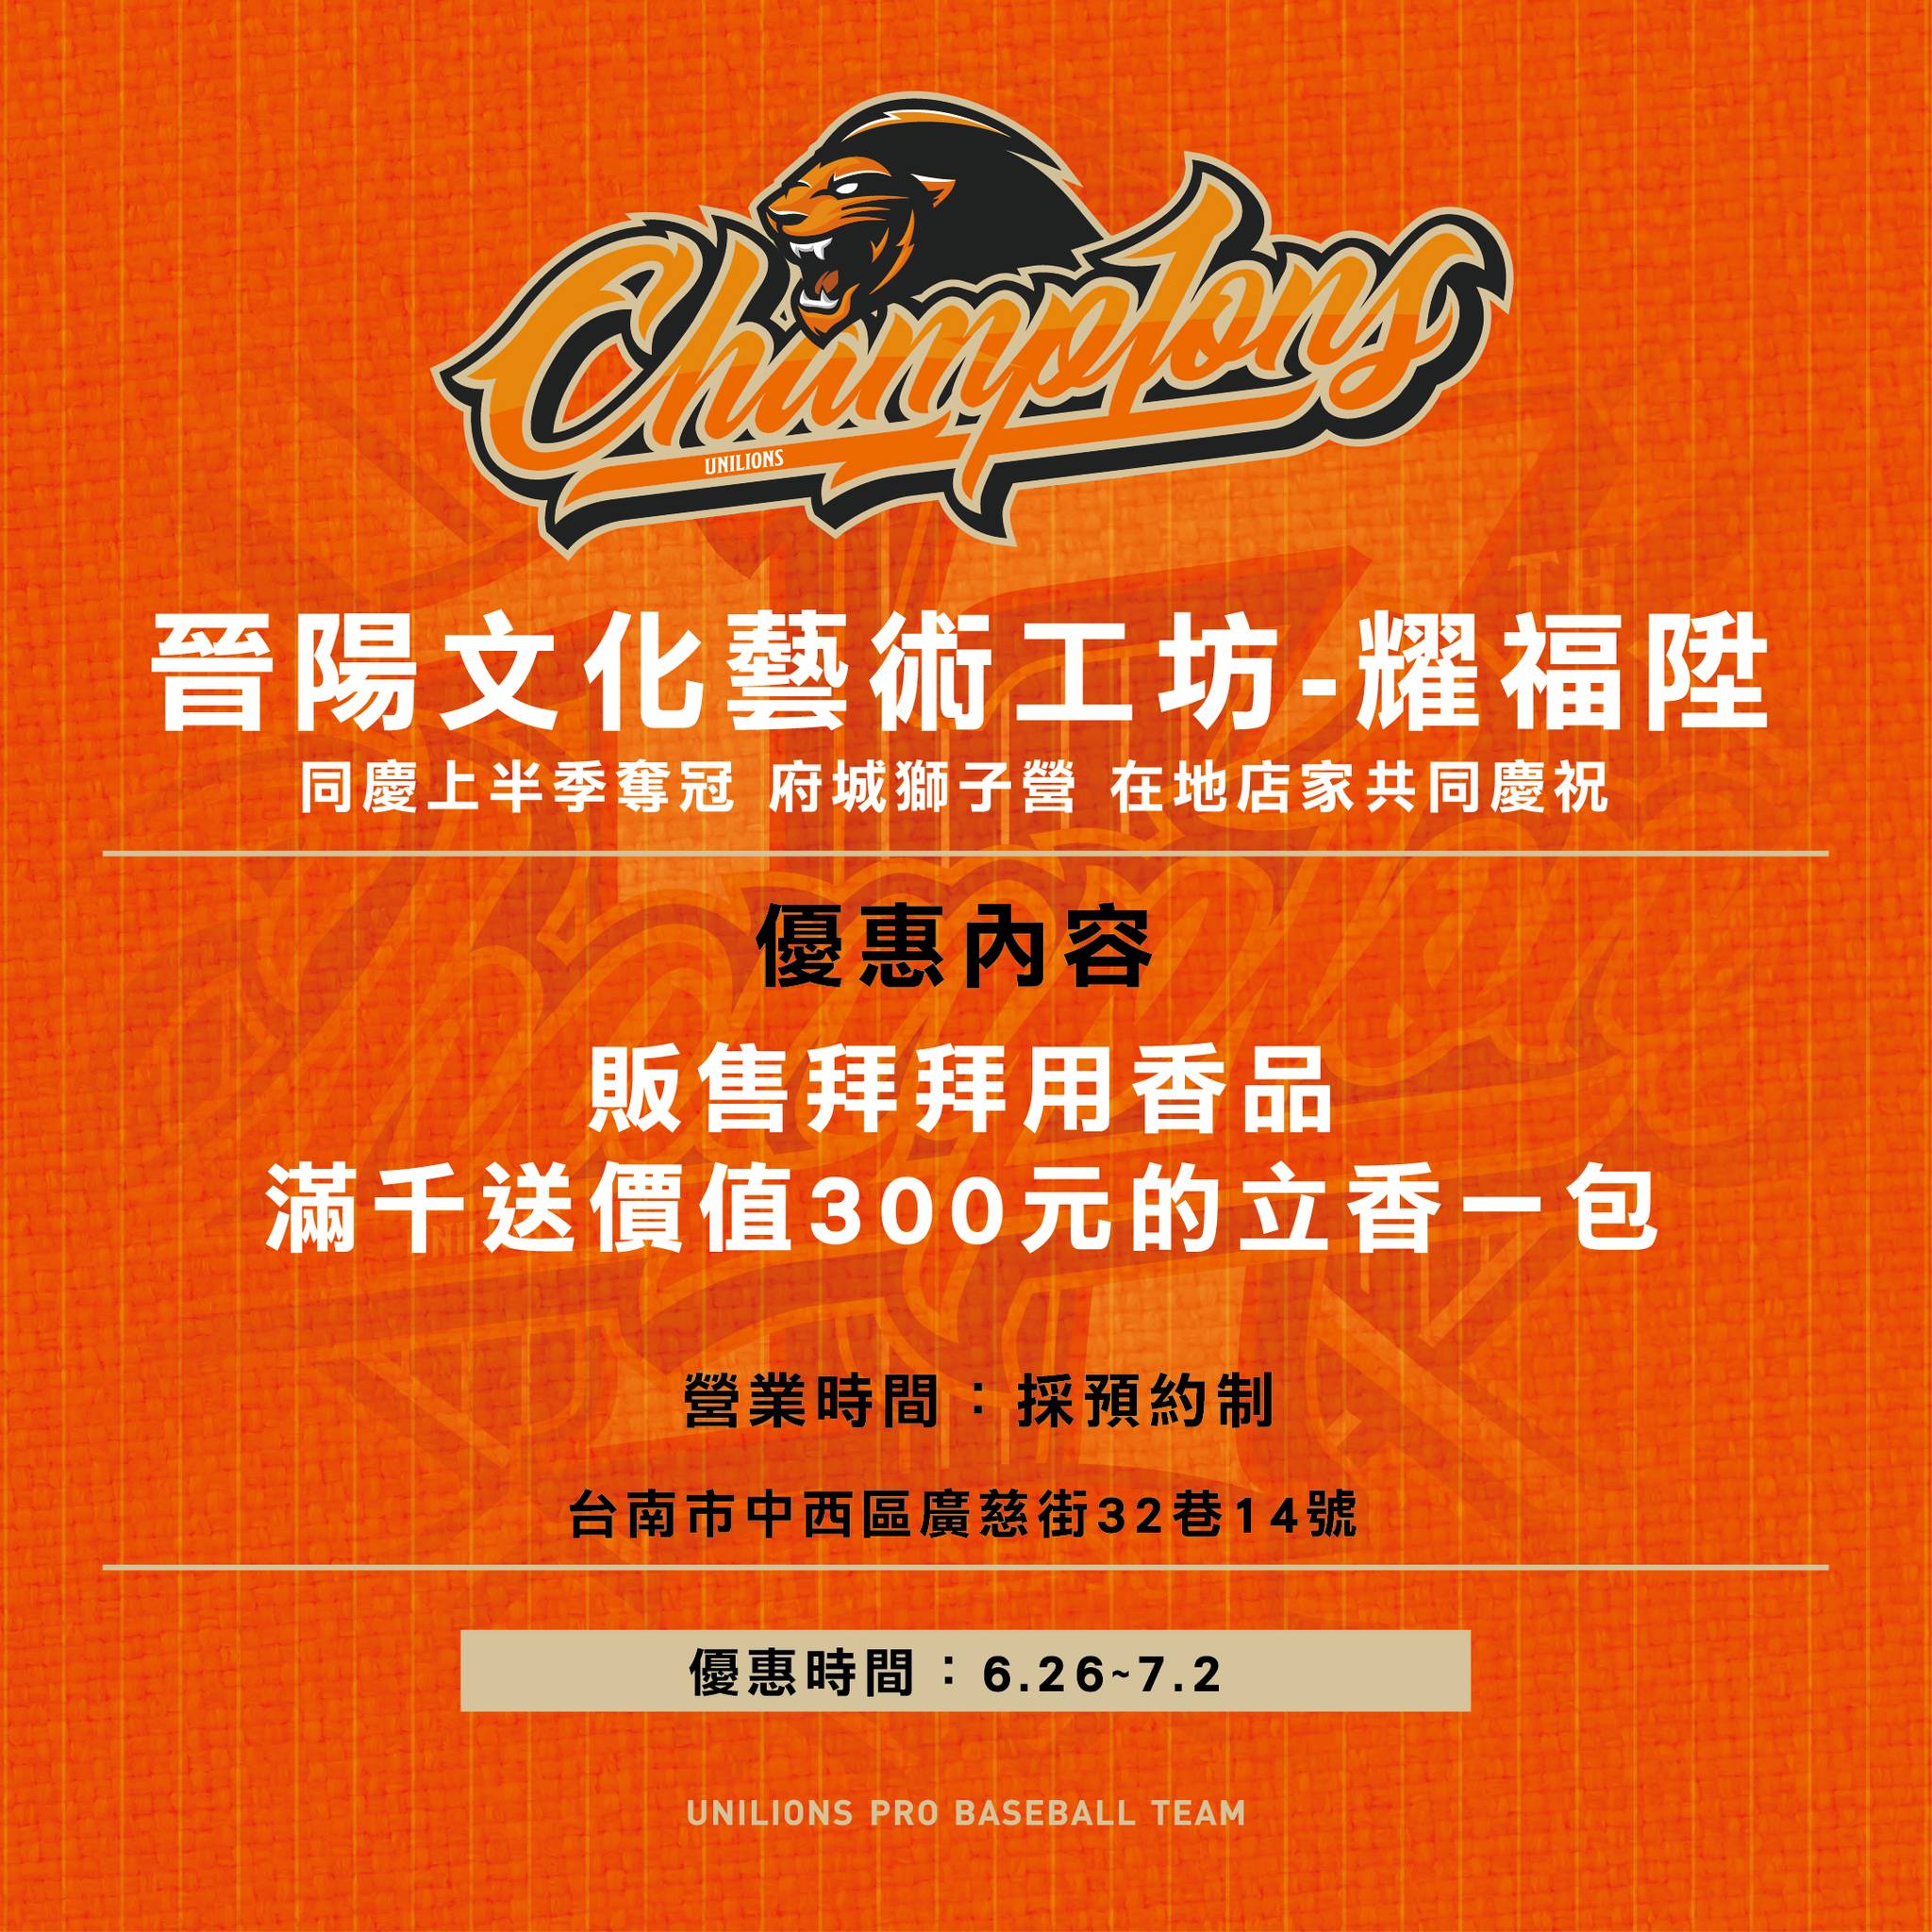 Champ1ons
UNILIONS
晉陽文化藝術工坊-耀福陞
同慶上半季奪冠 府城獅子營 在地店家共同慶祝
優惠內容
販售拜拜用香品
滿千送價值300元的立香一包
營業時間：採預約制
台南市中西區廣慈街32巷14號
優惠時間：6.26~7.2
UNILIONS PRO BASEBALL TEAM